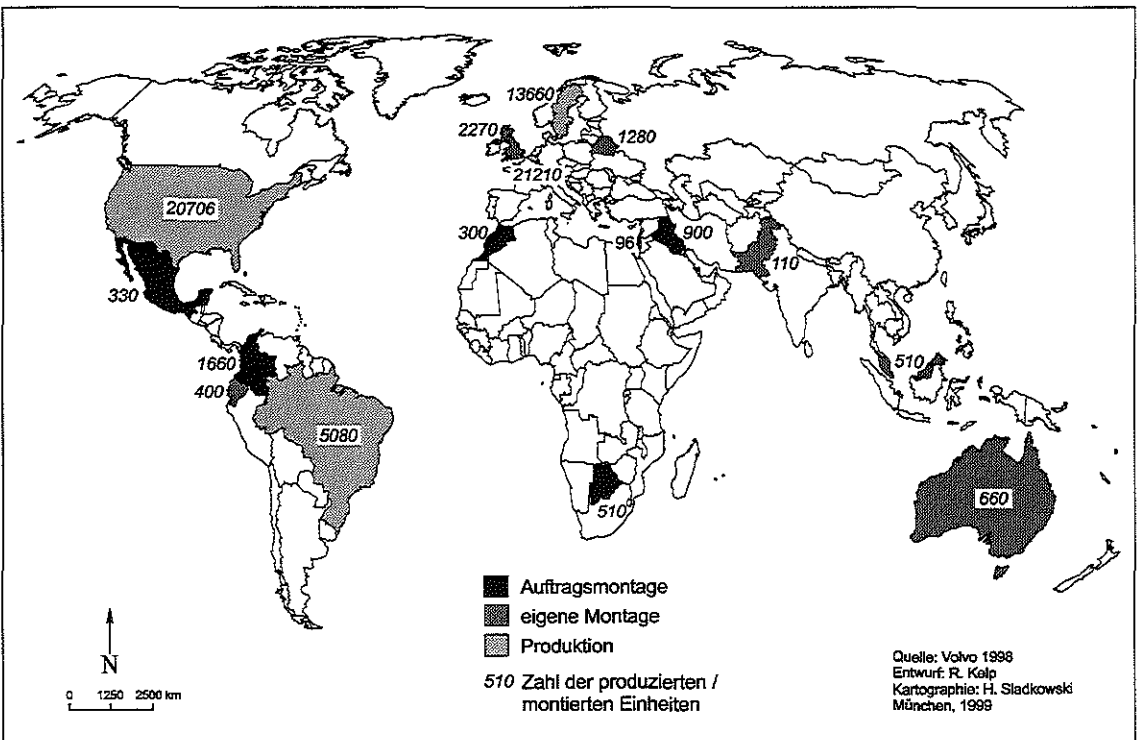 13660
2270
1280
21210
20706
300
96
900
110
330
1660
510
400
5080
660
510
Auftragsmontage
eigene Montage
Produktion
510 Zahl der produzierten /
montierten Einheiten
N
0 1250 2500 km
Quelle: Volvo 1998
Entwurf: R. Kelp
Kartographie: H. Sladkowski
München, 1999